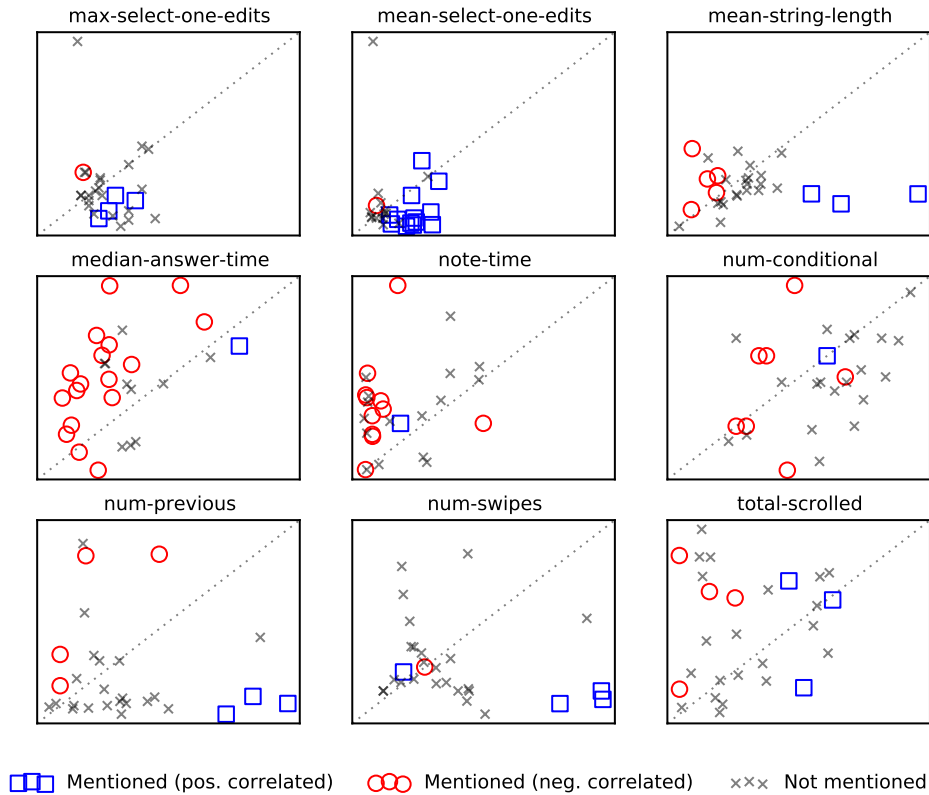 max-select-one-edits mean-select-one-edits mean-string-length
median-answer-time note-time num-conditional
num-previous num-swipes total-scrolled
Mentioned (pos. correlated) Mentioned (neg. correlated) Not mentioned